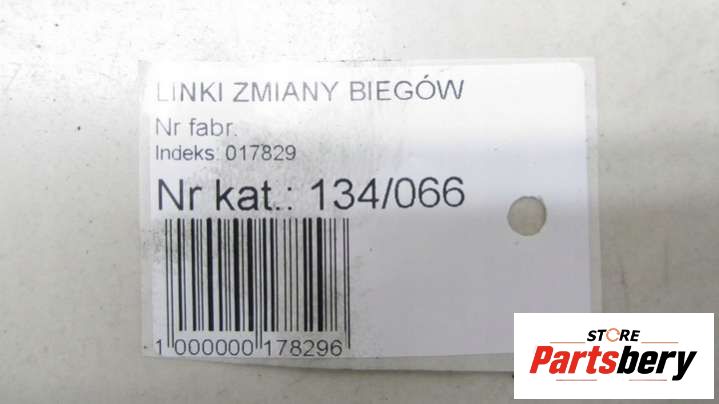 LINKI ZMIANY BIEGÓW
Nr fabr.
Indeks: 017829
Nr kat.: 134/066
1 000000 178296
STORE
Partsbery